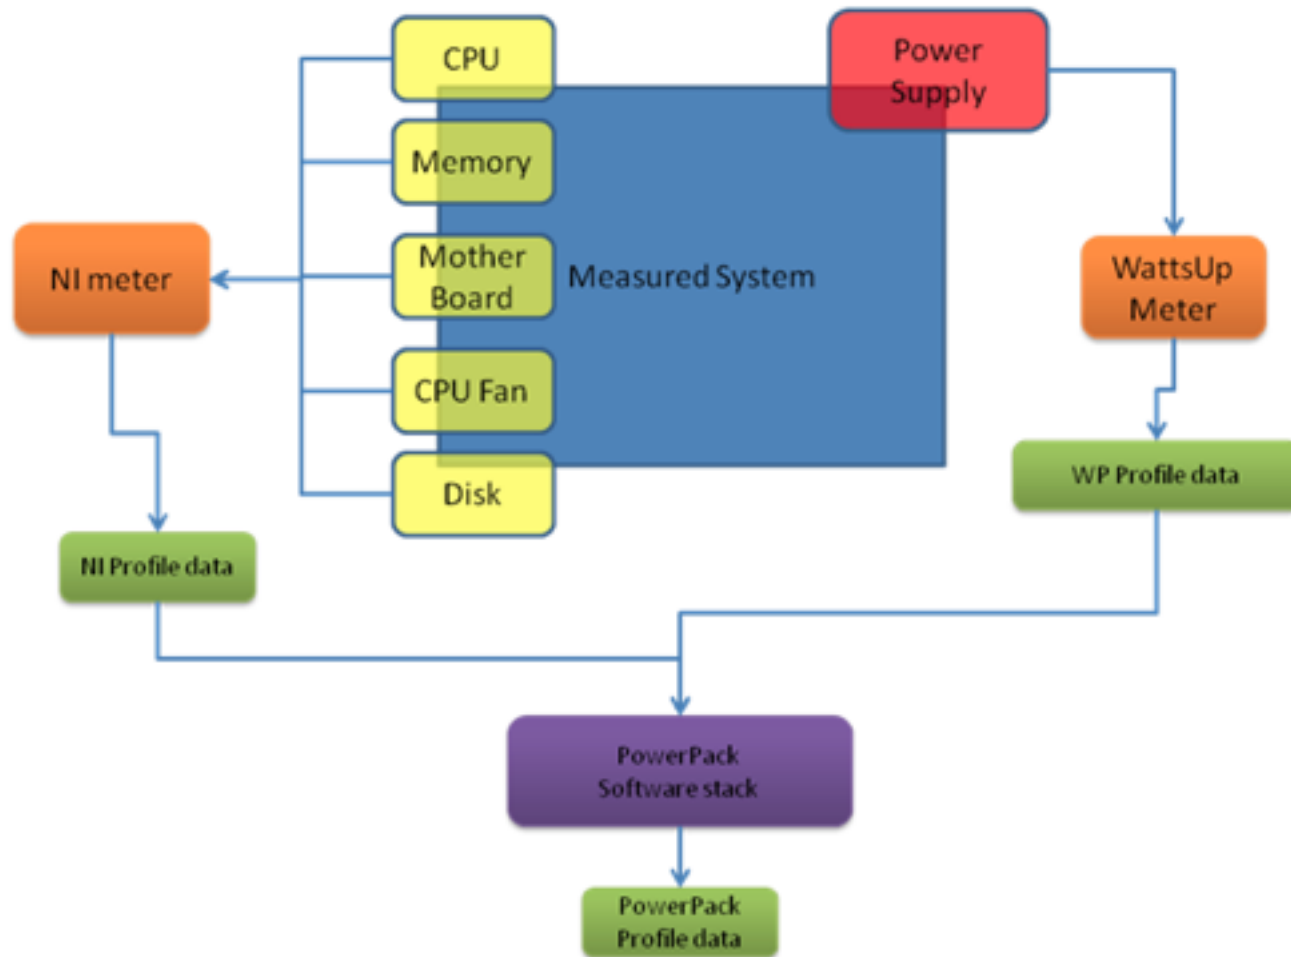 CPU
Power
Supply
Memory
Mother
Board
Measured System
NI meter
WattsUp
Meter
CPU Fan
Disk
WP Profile data
NI Profile data
PowerPack
Software stack
PowerPack
Profile data